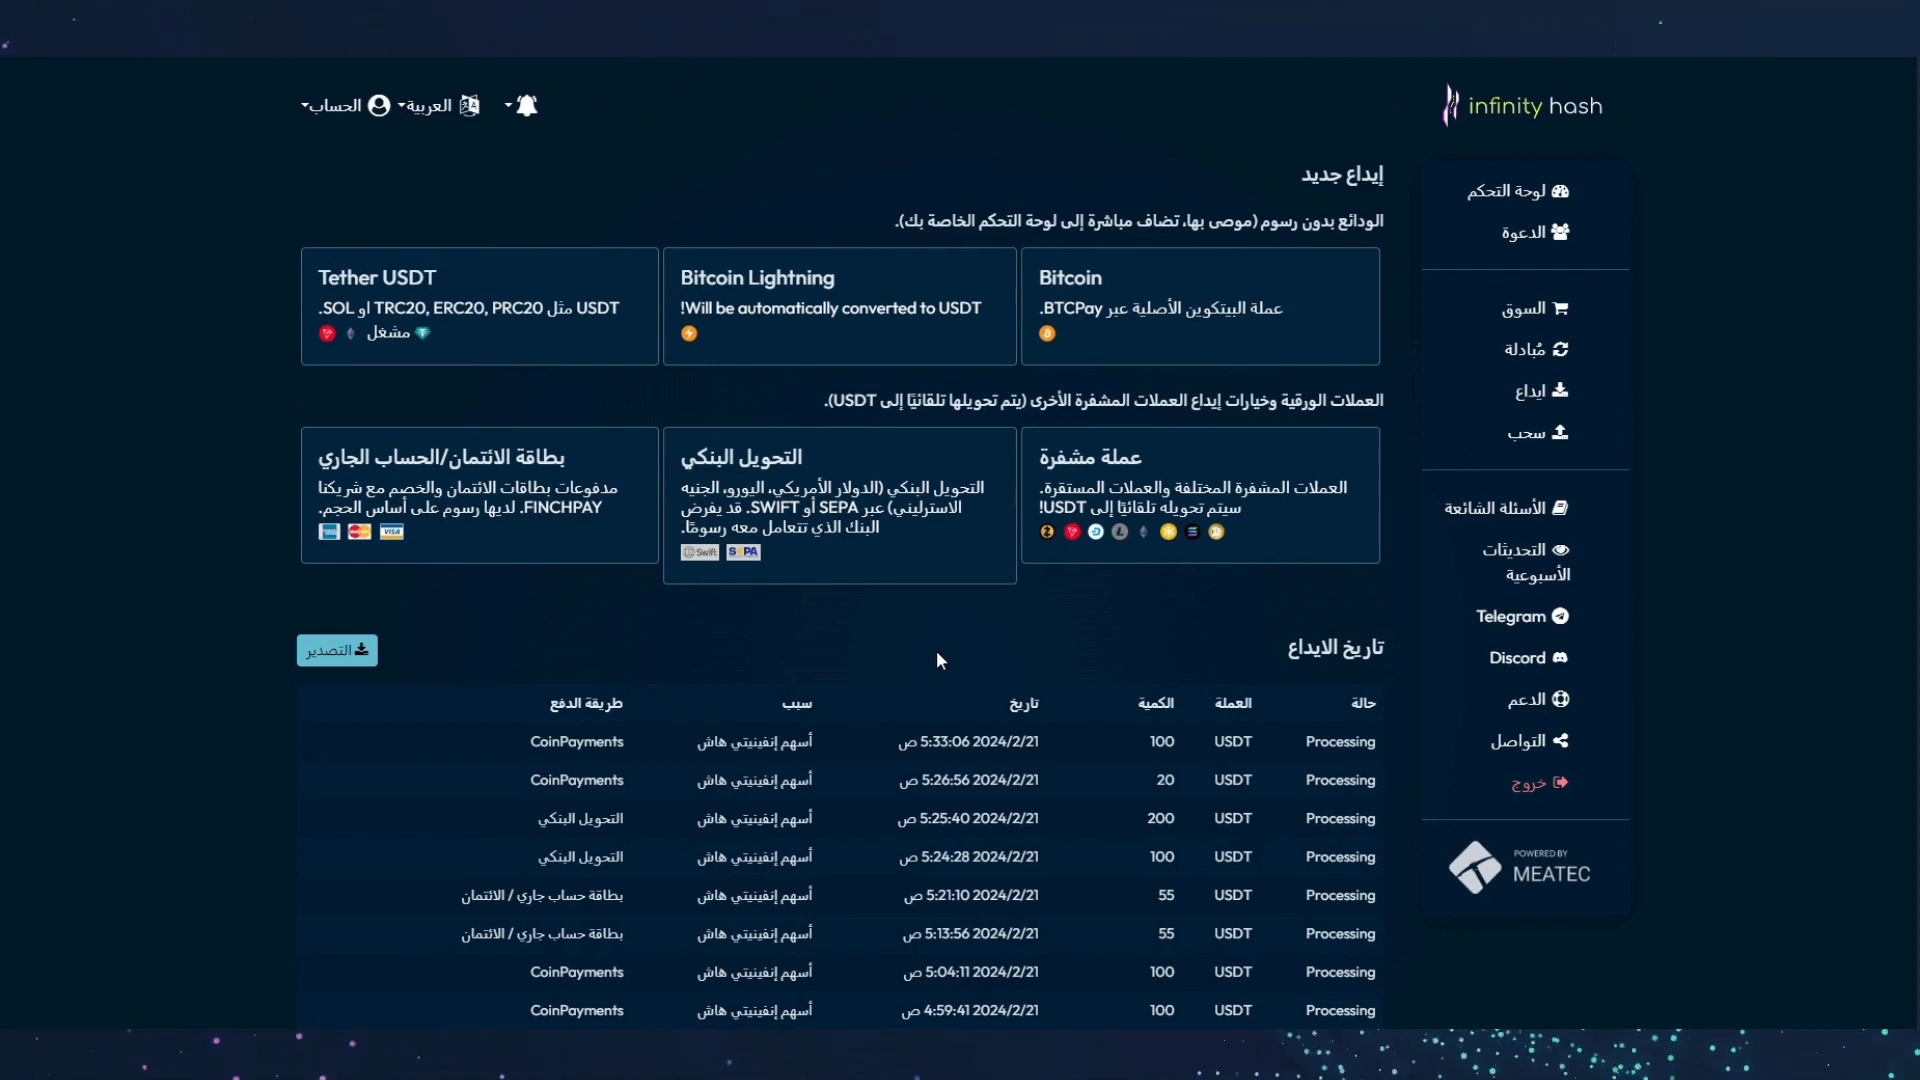 infinity hash
العربية
الحساب
لوحة التحكم
الدعوة
السوق
مُبادلة
ايداع
سحب
الأسئلة الشائعة
التحديثات
الأسبوعية
Telegram
Discord
الدعم
التواصل
خروج
POWERED BY
MEATEC
إيداع جديد
الودائع بدون رسوم (موصى بها، تضاف مباشرة إلى لوحة التحكم الخاصة بك).
Bitcoin
عملة البيتكوين الأصلية عبر BTCPay.
Bitcoin Lightning
Will be automatically converted to USDT!
Tether USDT
USDT مثل TRC20, ERC20, PRC20 او SOL.
مشغل
العملات الورقية وخيارات إيداع العملات المشفرة الأخرى (يتم تحويلها تلقائيًا إلى USDT).
عملة مشفرة
العملات المشفرة المختلفة والعملات المستقرة.
سيتم تحويله تلقائيًا إلى USDT!
التحويل البنكي
التحويل البنكي (الدولار الأمريكي، اليورو، الجنيه
الاسترليني) عبر SEPA أو SWIFT. قد يفرض
البنك الذي تتعامل معه رسومًا.
SEPA Swift
بطاقة الائتمان/الحساب الجاري
مدفوعات بطاقات الائتمان والخصم مع شريكنا
FINCHPAY. لديها رسوم على أساس الحجم.
VISA
تاريخ الايداع
التصدير
حالة العملة الكمية تاريخ سبب طريقة الدفع
Processing USDT 100 2024/2/21 5:33:06 ص أسهم إنفينيتي هاش CoinPayments
Processing USDT 20 2024/2/21 5:26:56 ص أسهم إنفينيتي هاش CoinPayments
Processing USDT 200 2024/2/21 5:25:40 ص أسهم إنفينيتي هاش التحويل البنكي
Processing USDT 100 2024/2/21 5:24:28 ص أسهم إنفينيتي هاش التحويل البنكي
Processing USDT 55 2024/2/21 5:21:10 ص أسهم إنفينيتي هاش بطاقة حساب جاري / الائتمان
Processing USDT 55 2024/2/21 5:13:56 ص أسهم إنفينيتي هاش بطاقة حساب جاري / الائتمان
Processing USDT 100 2024/2/21 5:04:11 ص أسهم إنفينيتي هاش CoinPayments
Processing USDT 100 2024/2/21 4:59:41 ص أسهم إنفينيتي هاش CoinPayments